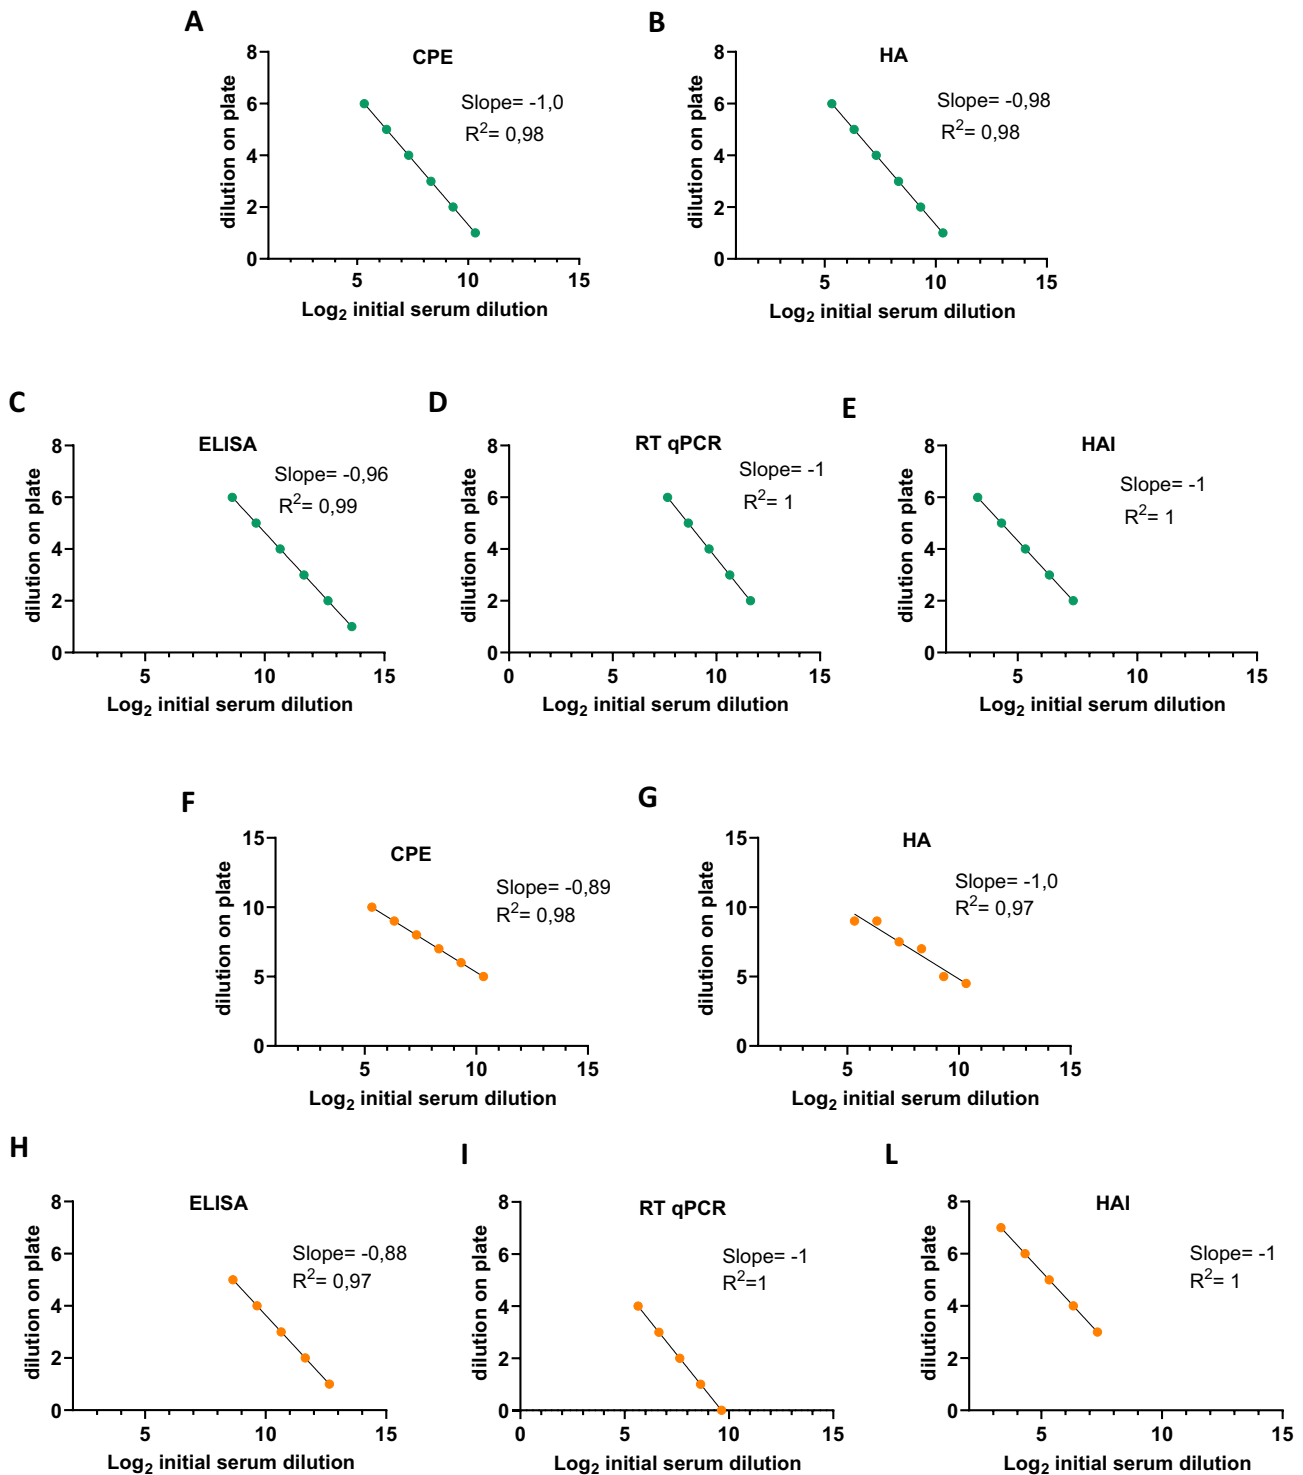 A
CPE
Slope= -1,0
R²= 0,98
dilution on plate
8
6
4
2
0
5
10
15
Log₂ initial serum dilution
B
HA
Slope= -0,98
R²= 0,98
dilution on plate
8
6
4
2
0
5
10
15
Log₂ initial serum dilution
C
ELISA
Slope= -0,96
R²= 0,99
dilution on plate
8
6
4
2
0
5
10
15
Log₂ initial serum dilution
D
RT qPCR
Slope= -1
R²= 1
dilution on plate
8
6
4
2
0
0
5
10
15
Log₂ initial serum dilution
E
HAI
Slope= -1
R²= 1
dilution on plate
8
6
4
2
0
5
10
15
Log₂ initial serum dilution
F
CPE
Slope= -0,89
R²= 0,98
dilution on plate
15
10
5
0
5
10
15
Log₂ initial serum dilution
G
HA
Slope= -1,0
R²= 0,97
dilution on plate
15
10
5
0
5
10
15
Log₂ initial serum dilution
H
ELISA
Slope= -0,88
R²= 0,97
dilution on plate
8
6
4
2
0
5
10
15
Log₂ initial serum dilution
I
RT qPCR
Slope= -1
R²=1
dilution on plate
8
6
4
2
0
0
5
10
15
Log₂ initial serum dilution
L
HAI
Slope= -1
R²= 1
dilution on plate
8
6
4
2
0
5
10
15
Log₂ initial serum dilution